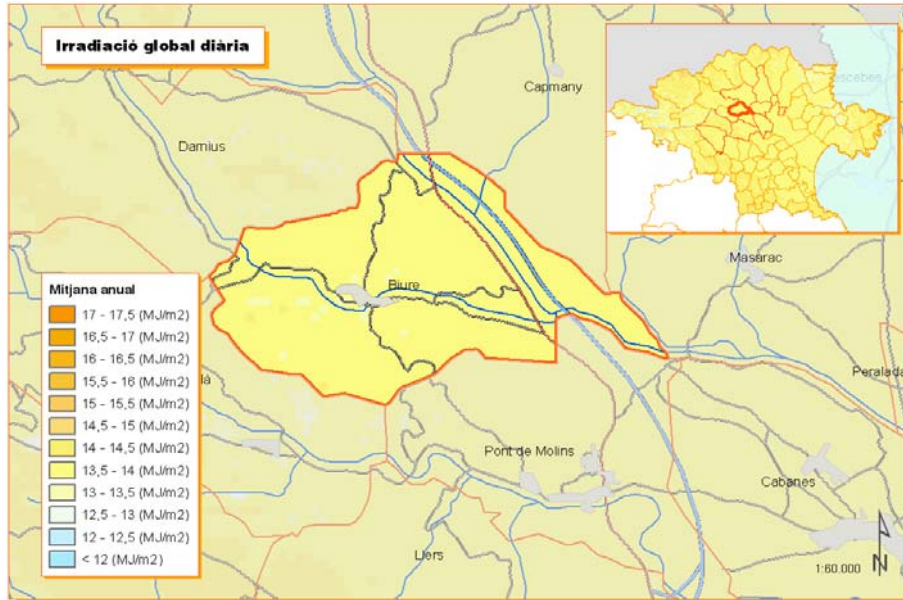 Irradiació global diària
Capmany
Darnius
Masarac
Biure
Mitjana anual
17 - 17,5 (MJ/m2)
16,5 - 17 (MJ/m2)
16 - 16,5 (MJ/m2)
15,5 - 16 (MJ/m2)
15 - 15,5 (MJ/m2)
14,5 - 15 (MJ/m2)
14 - 14,5 (MJ/m2)
13,5 - 14 (MJ/m2)
13 - 13,5 (MJ/m2)
12,5 - 13 (MJ/m2)
12 - 12,5 (MJ/m2)
< 12 (MJ/m2)
Peralada
Pont de Molins
Cabanes
Llers
1:60.000
N